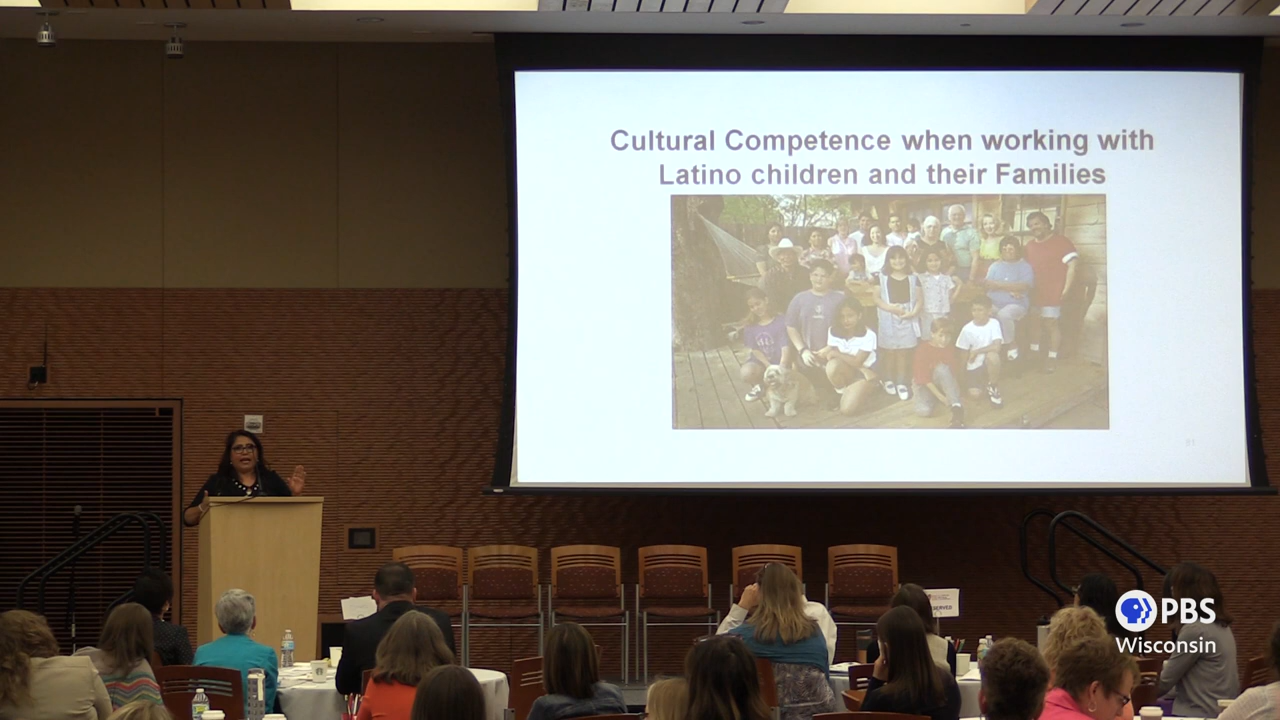 Cultural Competence when working with
Latino children and their Families
PBS
Wisconsin